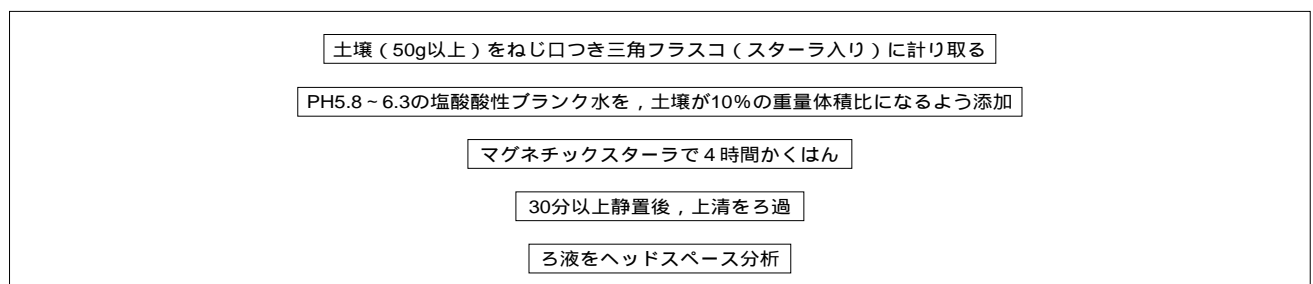 土壌（50g以上）をねじ口つき三角フラスコ（スターラ入り）に計り取る
PH5.8～6.3の塩酸酸性ブランク水を，土壌が10％の重量体積比になるよう添加
マグネチックスターラで４時間かくはん
30分以上静置後，上清をろ過
ろ液をヘッドスペース分析